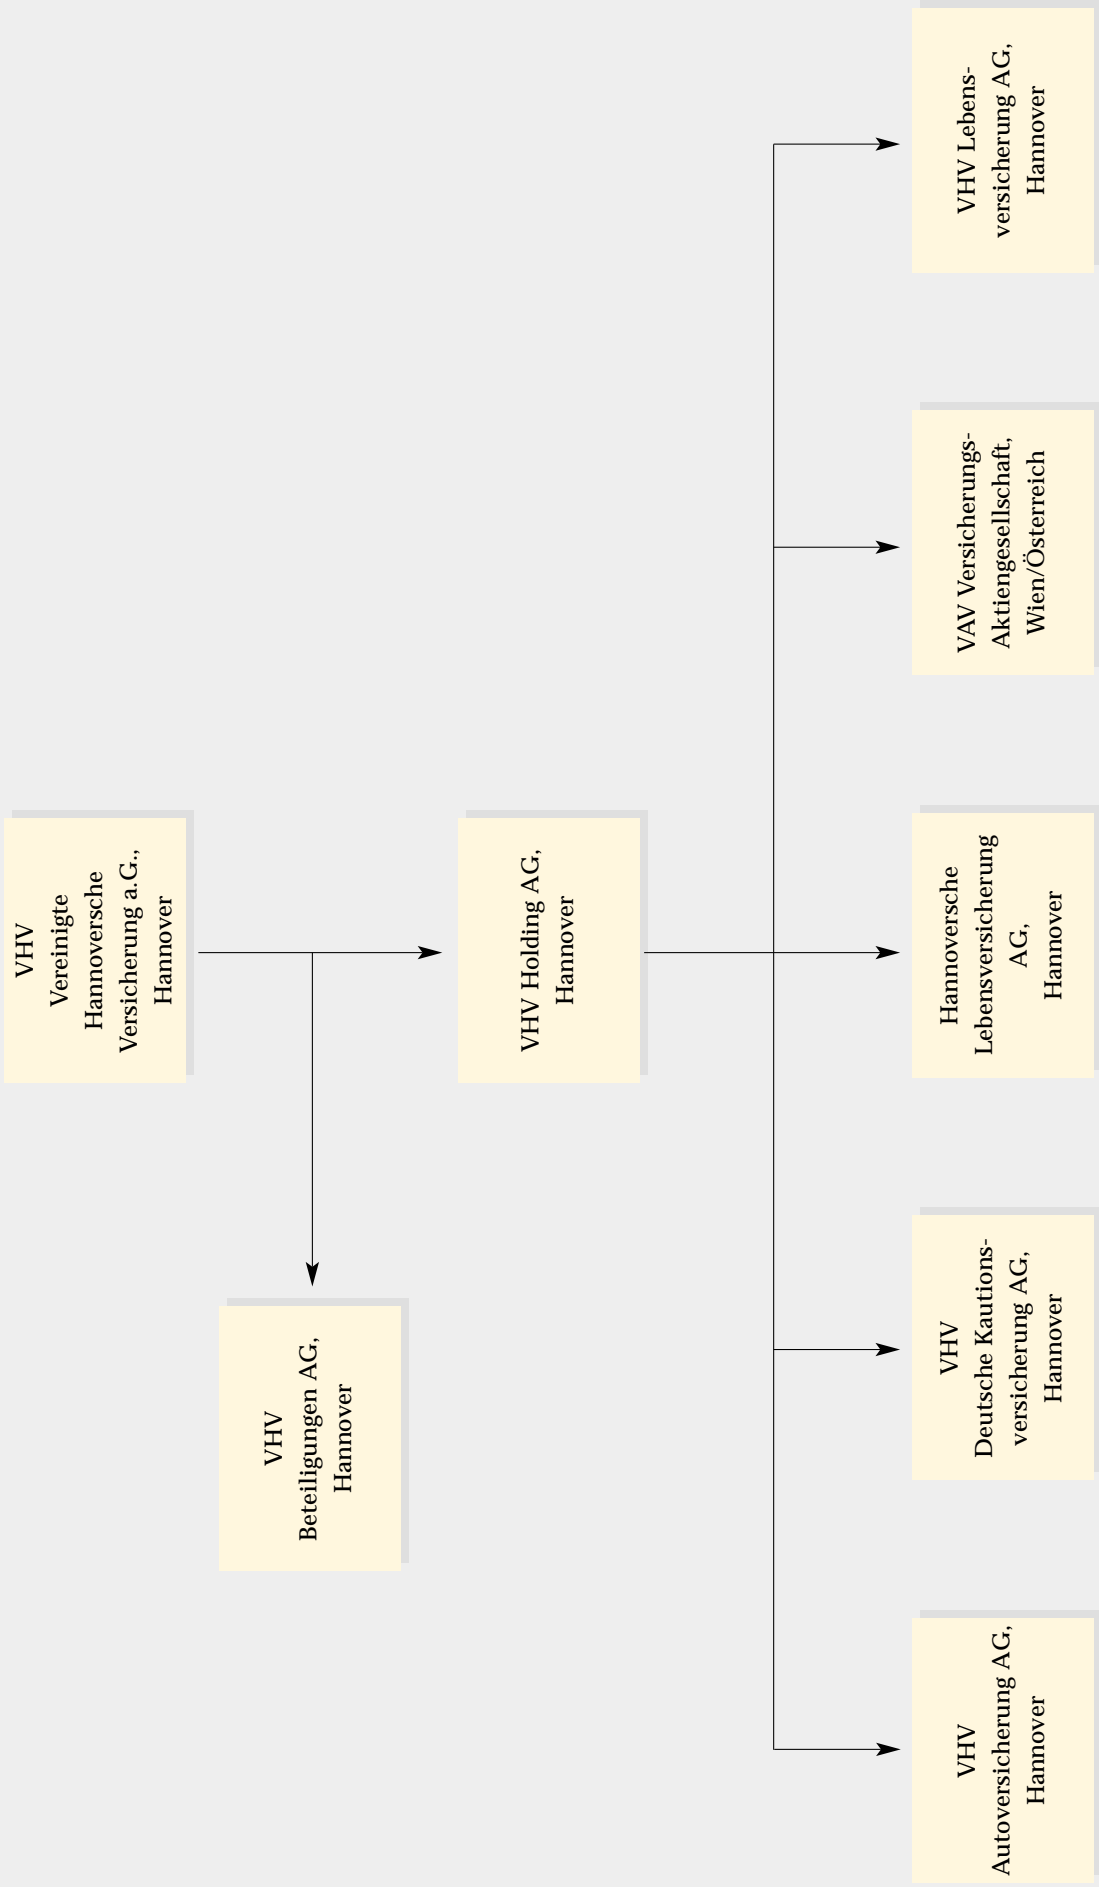 VHV
Vereinigte
Hannoversche
Versicherung a.G.,
Hannover
VHV
Beteiligungen AG,
Hannover
VHV Holding AG,
Hannover
VHV
Autoversicherung AG,
Hannover
VHV
Deutsche Kautions-
versicherung AG,
Hannover
Hannoversche
Lebensversicherung
AG,
Hannover
VAV Versicherungs-
Aktiengesellschaft,
Wien/Österreich
VHV Lebens-
versicherung AG,
Hannover